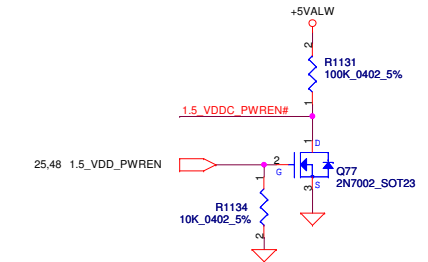 +5VALW
2
R1131
100K_0402_5%
1
1.5_VDDC_PWREN#
1
D
25,48 1.5_VDD_PWREN
2
G
Q77
2N7002_SOT23
3
S
1
R1134
10K_0402_5%
2